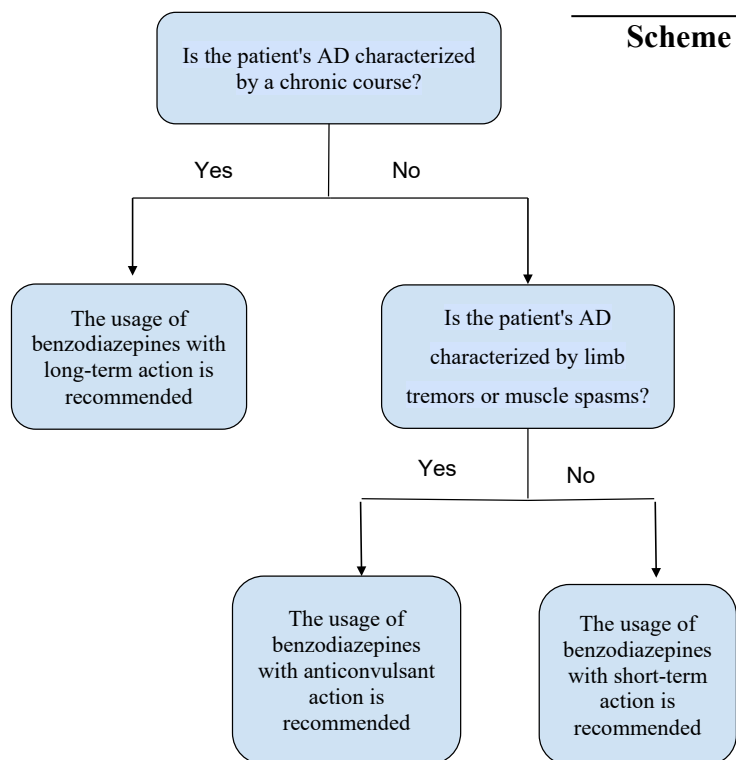 Scheme
Is the patient's AD characterized
by a chronic course?
Yes
No
The usage of
benzodiazepines with
long-term action is
recommended
Is the patient's AD
characterized by limb
tremors or muscle spasms?
Yes
No
The usage of
benzodiazepines
with anticonvulsant
action is
recommended
The usage of
benzodiazepines
with short-term
action is
recommended